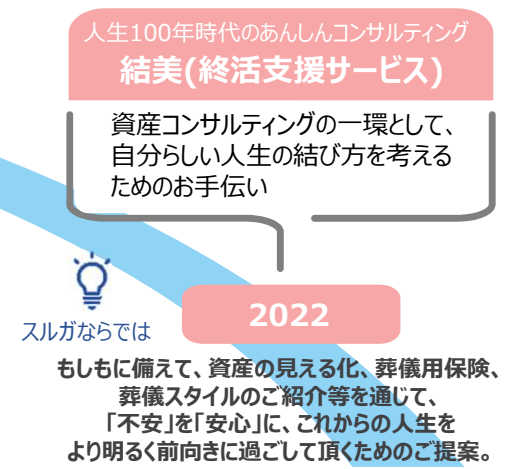 人生100年時代のあんしんコンサルティング
結美(終活支援サービス)
資産コンサルティングの一環として、
自分らしい人生の結び方を考える
ためのお手伝い
スルガならでは
2022
もしもに備えて、資産の見える化、葬儀用保険、
葬儀スタイルのご紹介等を通じて、
「不安」を「安心」に、これからの人生を
より明るく前向きに過ごして頂くためのご提案。